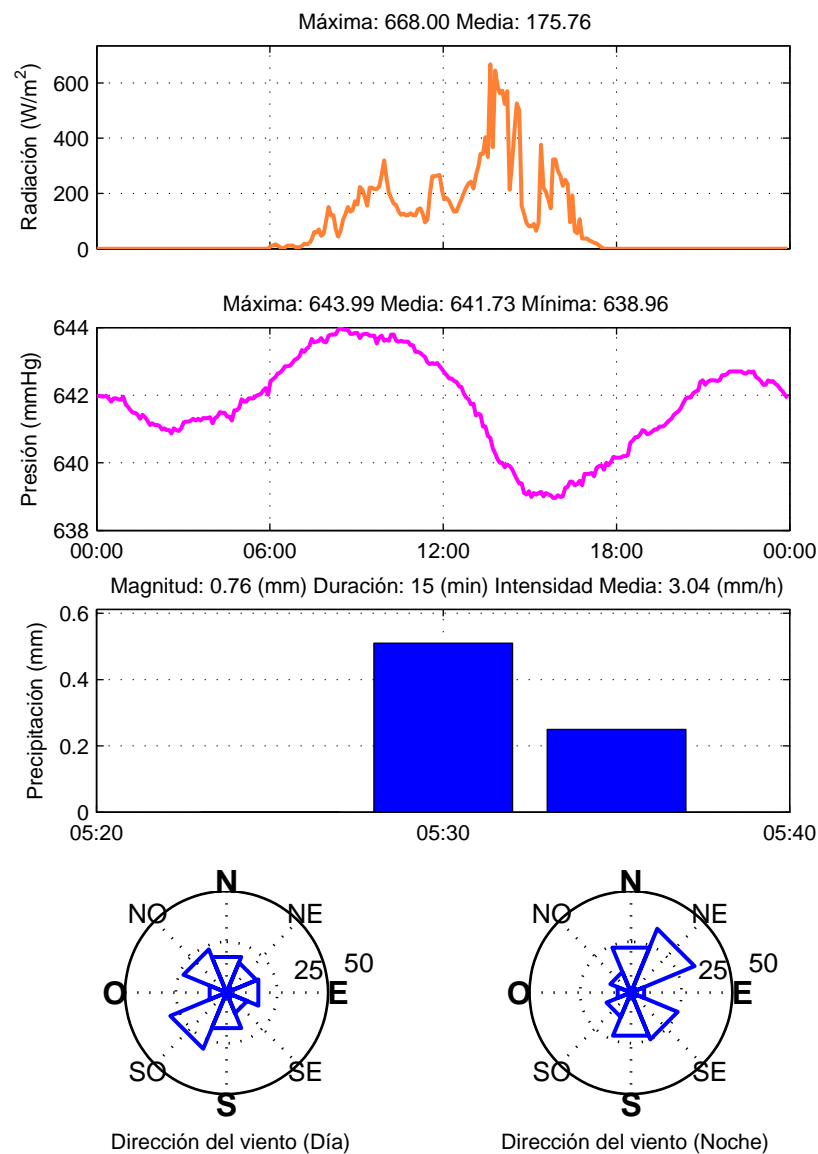 Máxima: 668.00 Media: 175.76
600
400
200
0
Radiación (W/m²)
Máxima: 643.99 Media: 641.73 Mínima: 638.96
644
642
640
638
Presión (mmHg)
00:00 06:00 12:00 18:00 00:00
Magnitud: 0.76 (mm) Duración: 15 (min) Intensidad Media: 3.04 (mm/h)
0.6
0.4
0.2
0
Precipitación (mm)
05:20 05:30 05:40
N
NO NE
25 50
O E
SO SE
S
Dirección del viento (Día)
N
NO NE
25 50
O E
SO SE
S
Dirección del viento (Noche)